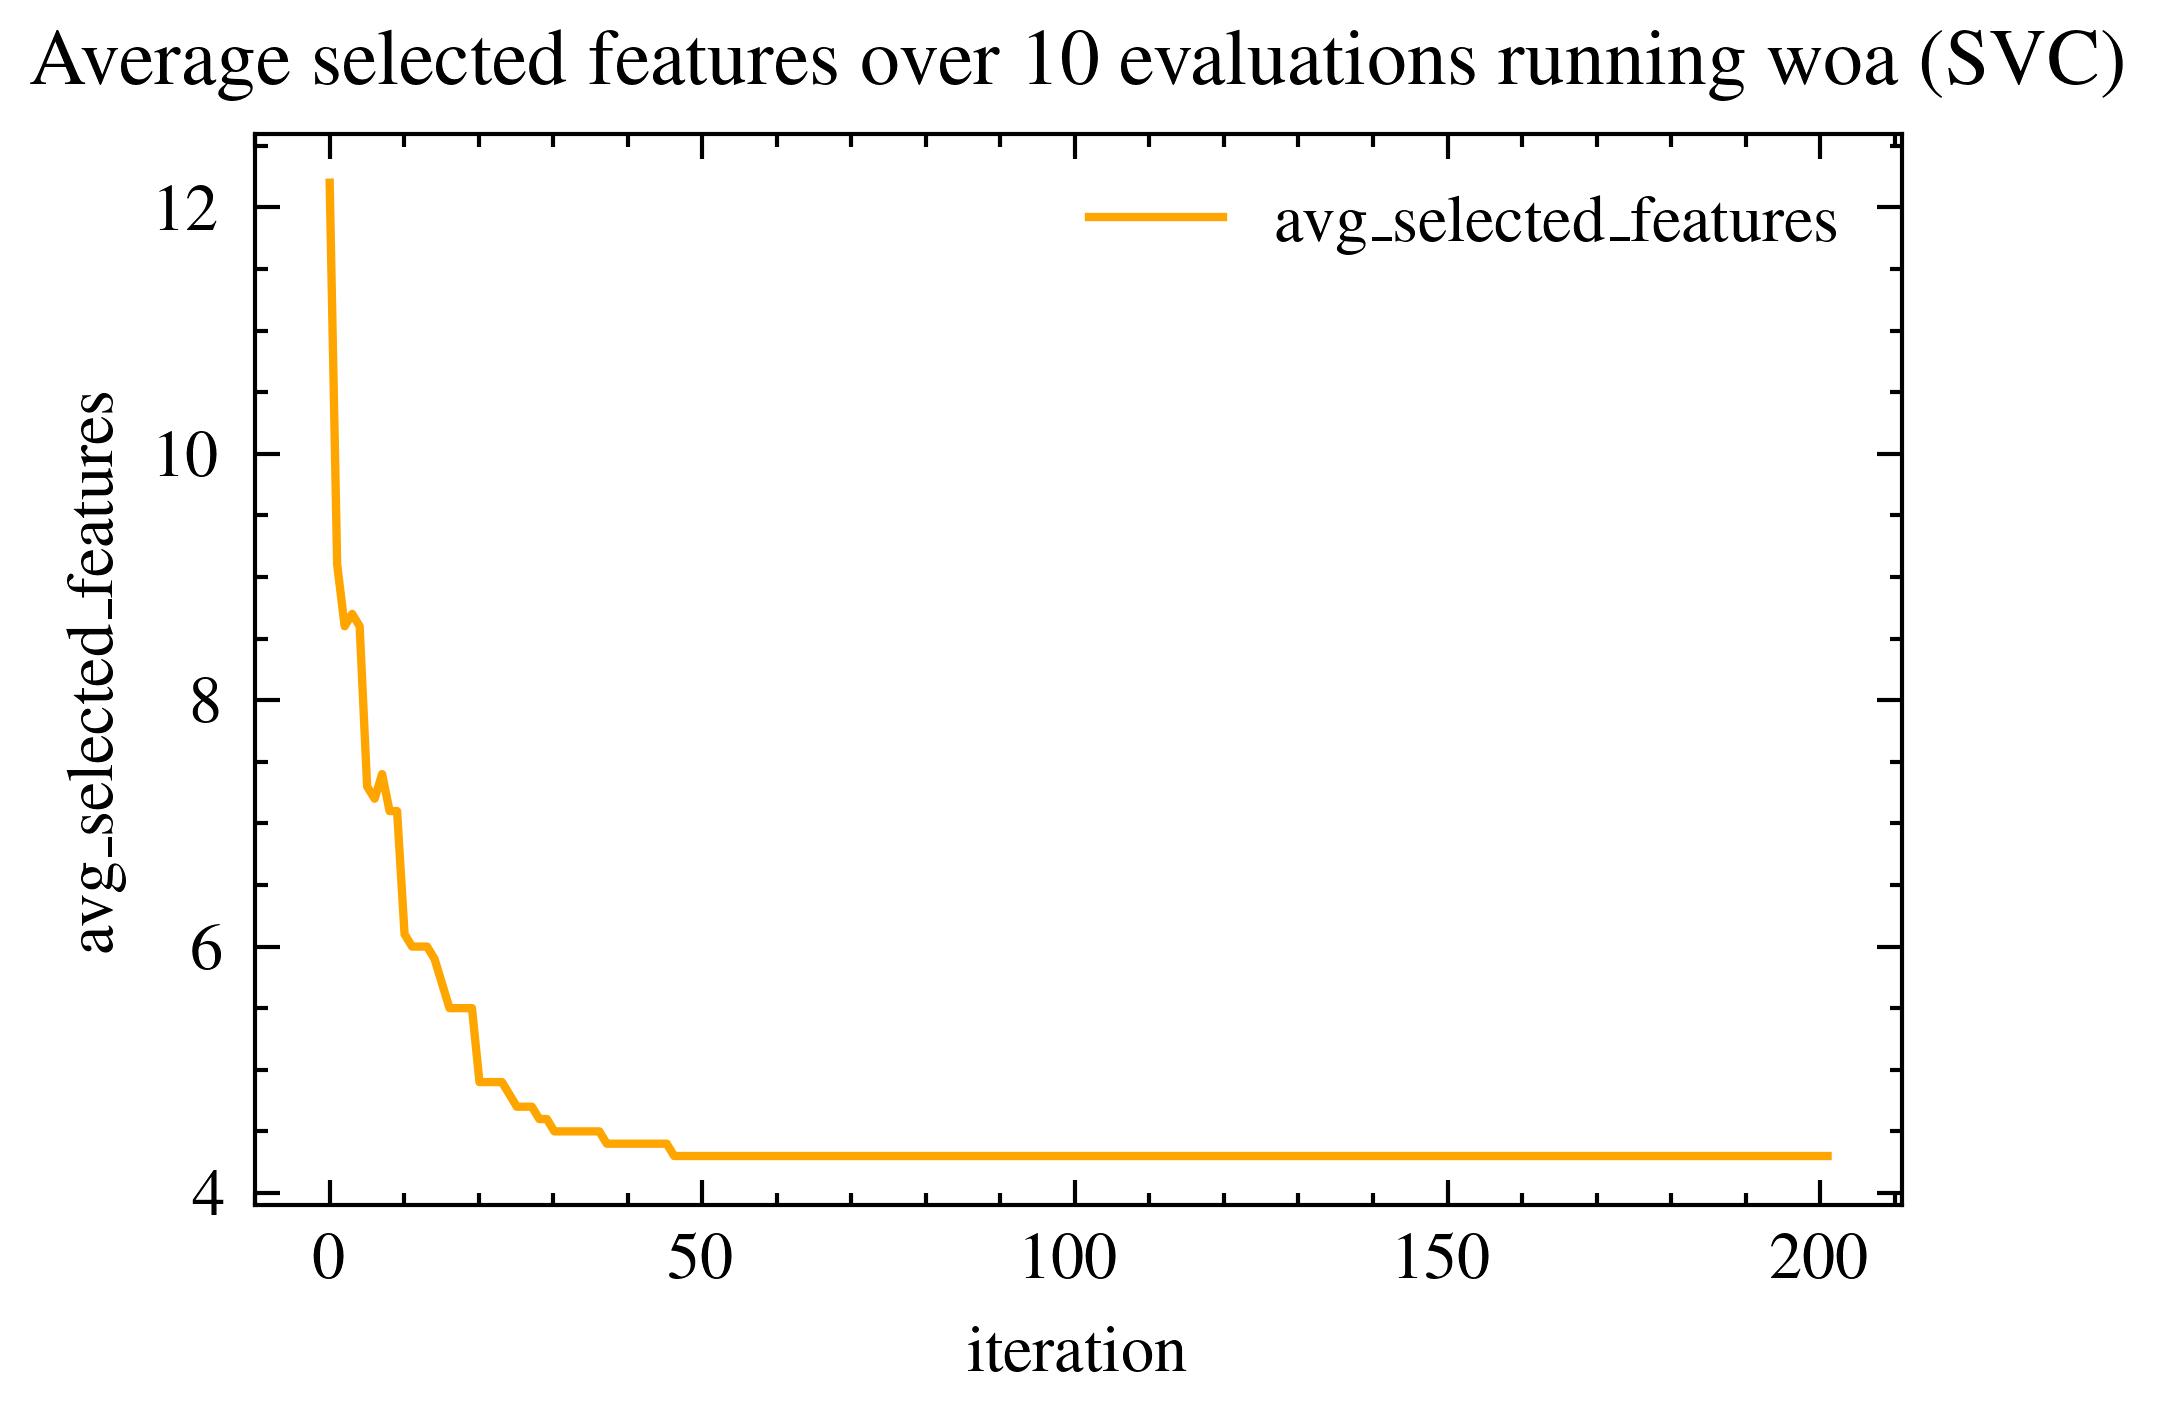 Average selected features over 10 evaluations running woa (SVC)
avg_selected_features
12
10
8
6
4
avg_selected_features
0 50 100 150 200
iteration